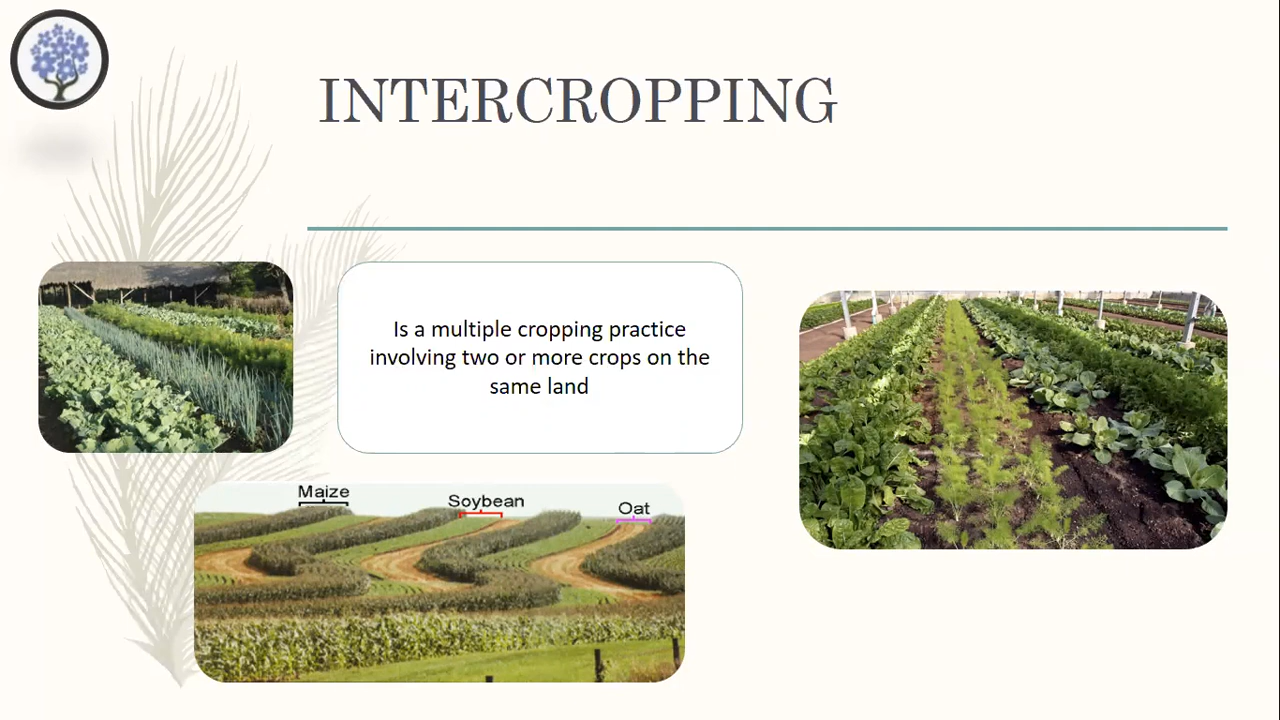 INTERCROPPING
Is a multiple cropping practice
involving two or more crops on the
same land
Maize
Soybean
Oat